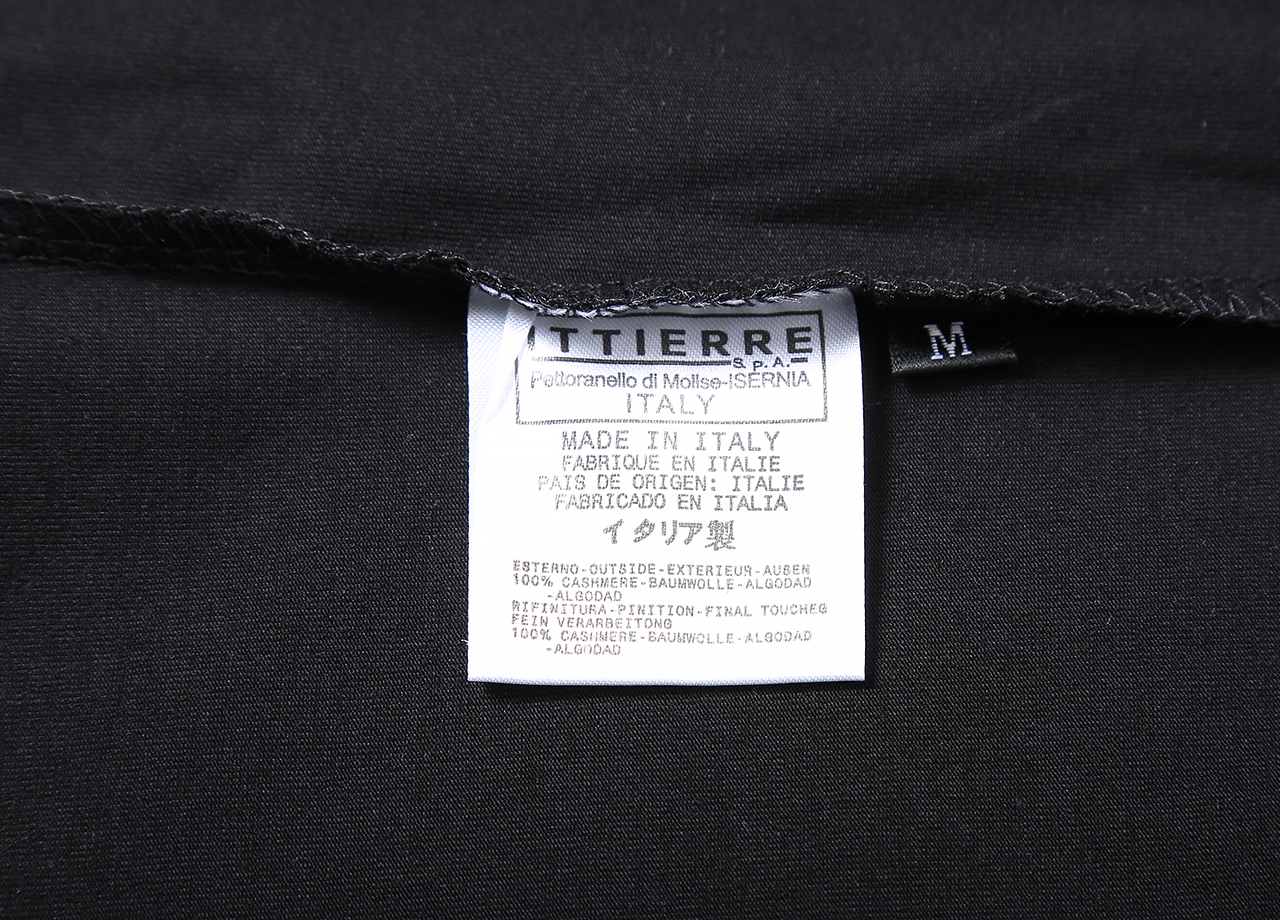 ITTIERRE
S.P.A.
Pettoranello di Molise-ISERNIA
ITALY
M
MADE IN ITALY
FABRIQUE EN ITALIE
PAIS DE ORIGEN: ITALIE
FABRICADO EN ITALIA
イタリア製
ESTERNO-OUTSIDE-EXTERIEUR-AUSEN
100% CASHMERE-BAUMWOLLE-ALGODAD
-ALGODAD
RIFINITURA-PINITION-FINAL TOUCHEG
FEIN VERARBEITONG
100% CASHMERE-BAUMWOLLE-ALGODAD
-ALGODAD